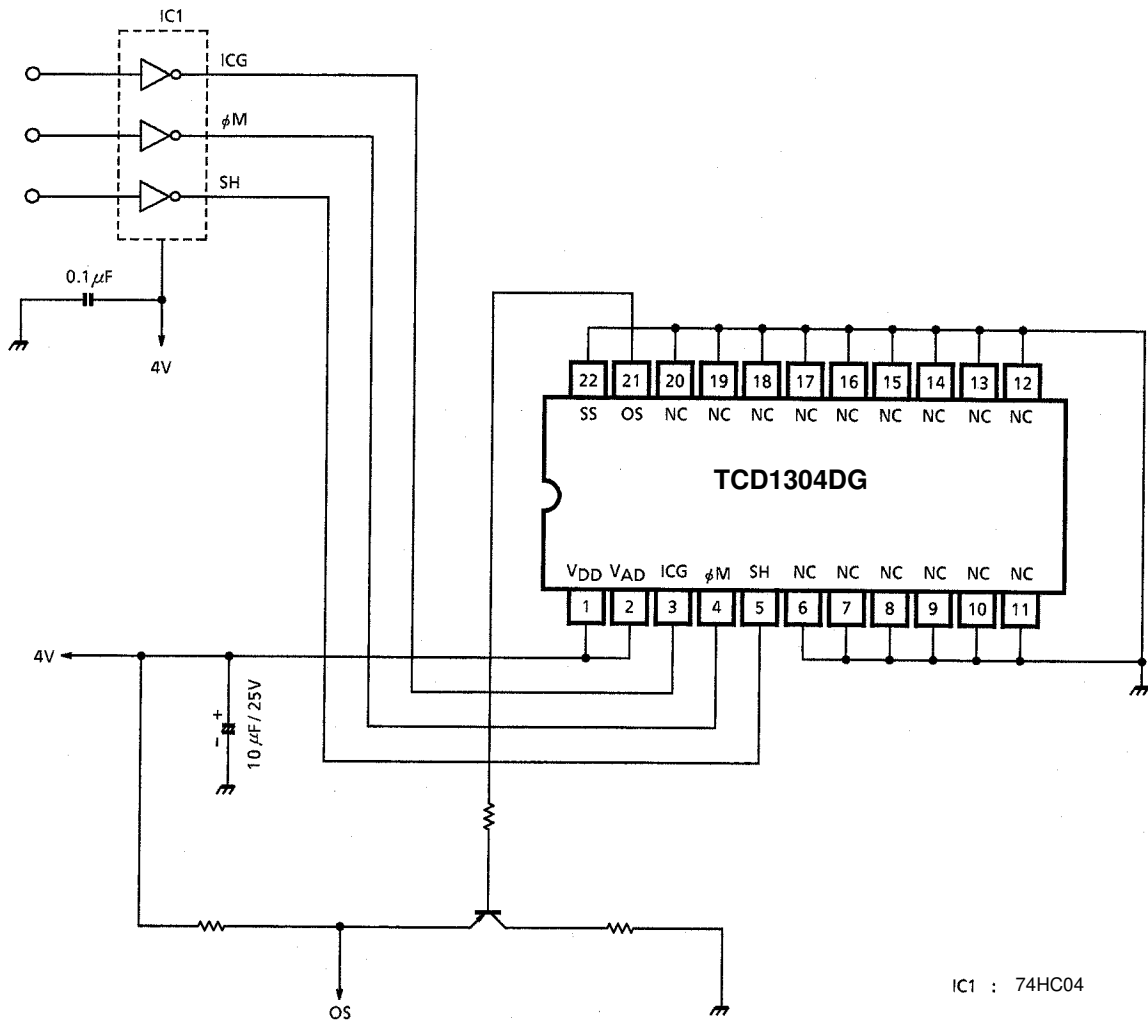 IC1
ICG
φM
SH
0.1μF
4V
22 21 20 19 18 17 16 15 14 13 12
SS OS NC NC NC NC NC NC NC NC NC
TCD1304DG
VDD VAD ICG φM SH NC NC NC NC NC NC
1 2 3 4 5 6 7 8 9 10 11
4V
+
-
10 μF/25V
OS
IC1 : 74HC04